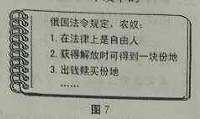 俄国法令规定，农奴：
1. 在法律上是自由人
2. 获得解放时可得到一块份地
3. 出钱赎买份地
……
图7